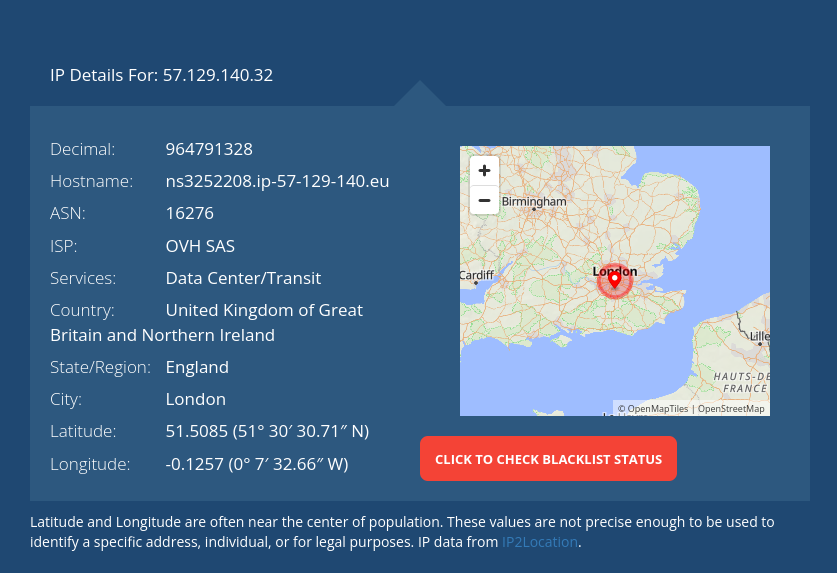 IP Details For: 57.129.140.32
Decimal: 964791328
Hostname: ns3252208.ip-57-129-140.eu
ASN: 16276
ISP: OVH SAS
Services: Data Center/Transit
Country: United Kingdom of Great
Britain and Northern Ireland
State/Region: England
City: London
Latitude: 51.5085 (51° 30′ 30.71″ N)
Longitude: -0.1257 (0° 7′ 32.66″ W)
+
−
Birmingham
Cardiff
London
Lille
HAUTS-DE
FRANCE
© OpenMapTiles | OpenStreetMap
CLICK TO CHECK BLACKLIST STATUS
Latitude and Longitude are often near the center of population. These values are not precise enough to be used to
identify a specific address, individual, or for legal purposes. IP data from IP2Location.